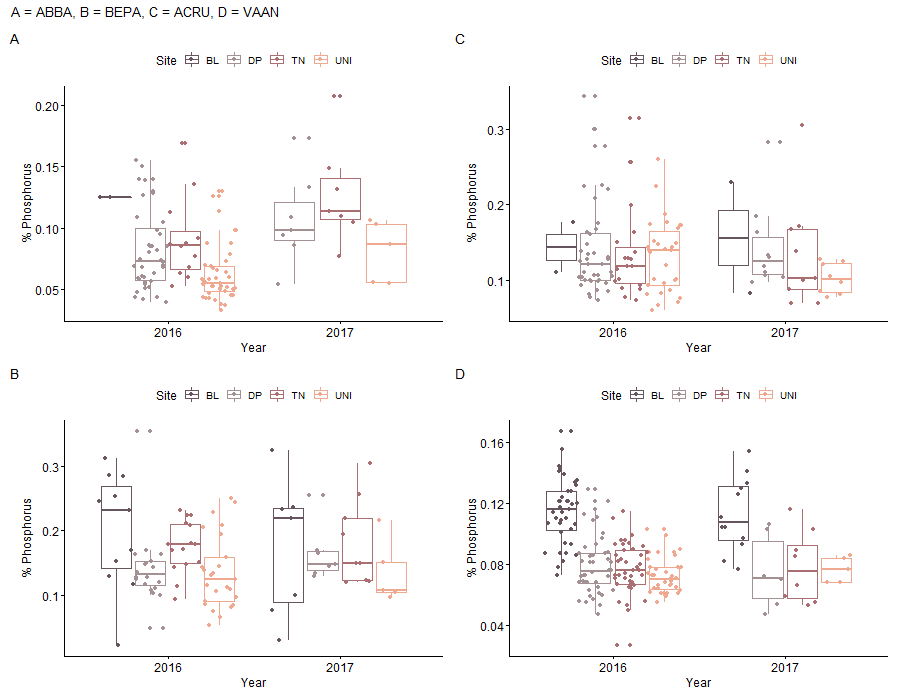 A = ABBA, B = BEPA, C = ACRU, D = VAAN
A
Site BL DP TN UNI
0.20
0.15
0.10
0.05
% Phosphorus
2016 2017
Year
C
Site BL DP TN UNI
0.3
0.2
0.1
% Phosphorus
2016 2017
Year
B
Site BL DP TN UNI
0.3
0.2
0.1
% Phosphorus
2016 2017
Year
D
Site BL DP TN UNI
0.16
0.12
0.08
0.04
% Phosphorus
2016 2017
Year